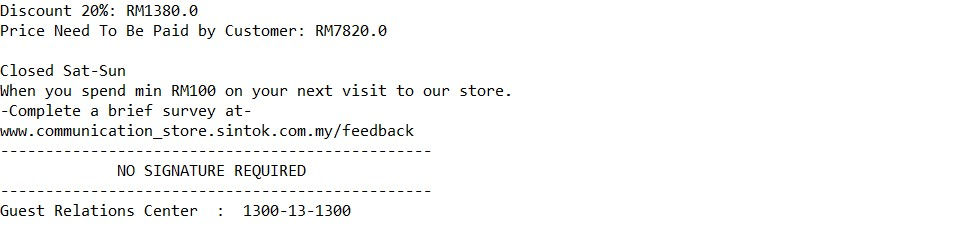 Discount 20%: RM1380.0
Price Need To Be Paid by Customer: RM7820.0
Closed Sat-Sun
When you spend min RM100 on your next visit to our store.
-Complete a brief survey at-
www.communication_store.sintok.com.my/feedback
------------------------------------------------
NO SIGNATURE REQUIRED
------------------------------------------------
Guest Relations Center  :  1300-13-1300